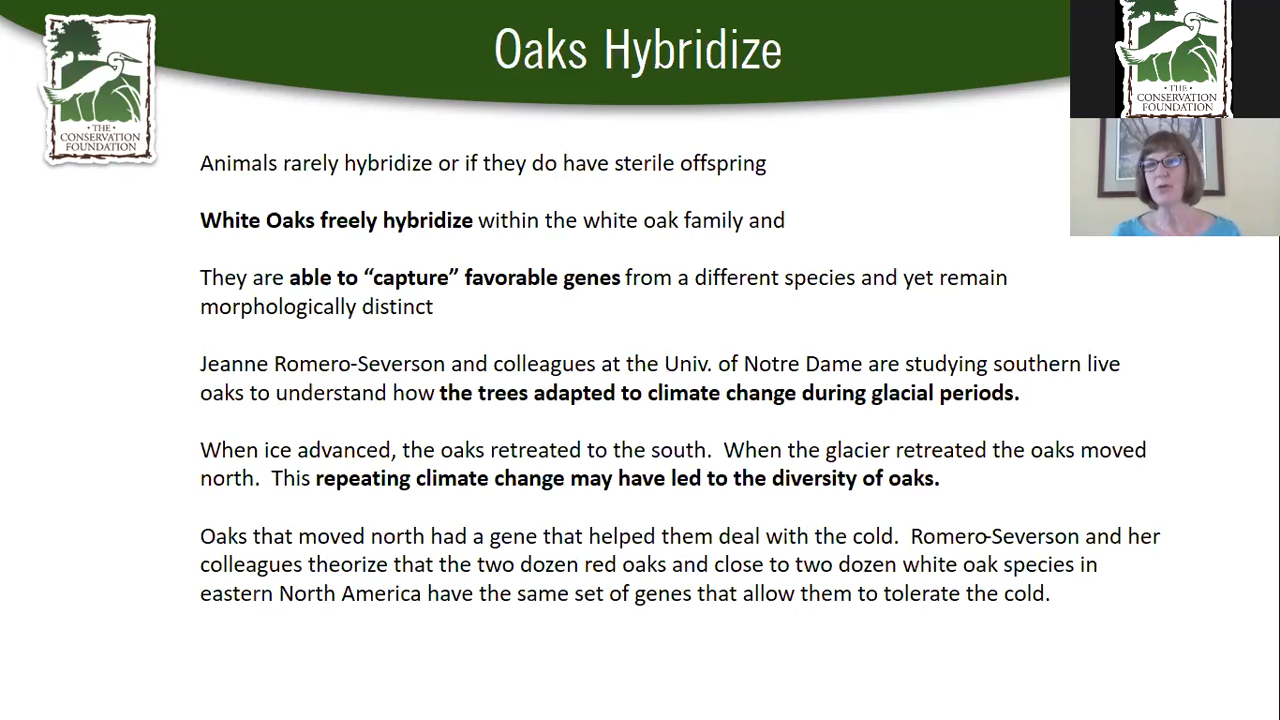 Oaks Hybridize
· THE ·
CONSERVATION
FOUNDATION
· THE ·
CONSERVATION
FOUNDATION
Animals rarely hybridize or if they do have sterile offspring
White Oaks freely hybridize within the white oak family and
They are able to “capture” favorable genes from a different species and yet remain
morphologically distinct
Jeanne Romero-Severson and colleagues at the Univ. of Notre Dame are studying southern live
oaks to understand how the trees adapted to climate change during glacial periods.
When ice advanced, the oaks retreated to the south.  When the glacier retreated the oaks moved
north.  This repeating climate change may have led to the diversity of oaks.
Oaks that moved north had a gene that helped them deal with the cold.  Romero-Severson and her
colleagues theorize that the two dozen red oaks and close to two dozen white oak species in
eastern North America have the same set of genes that allow them to tolerate the cold.